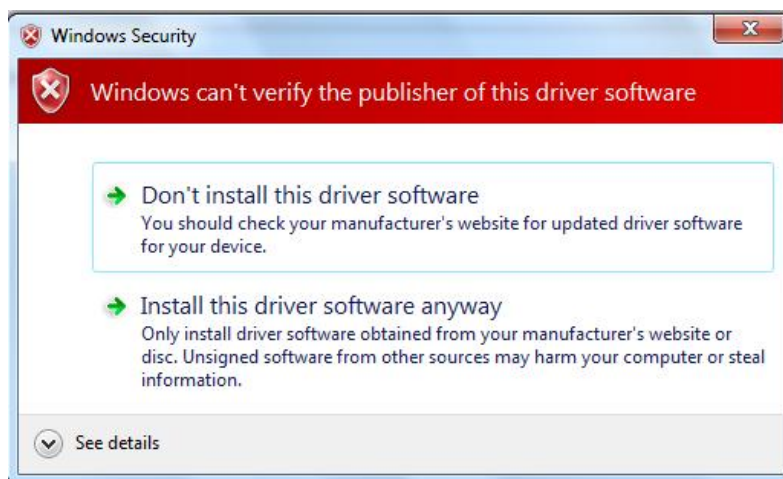 Windows Security
Windows can't verify the publisher of this driver software
Don't install this driver software
You should check your manufacturer's website for updated driver software
for your device.
Install this driver software anyway
Only install driver software obtained from your manufacturer's website or
disc. Unsigned software from other sources may harm your computer or steal
information.
See details